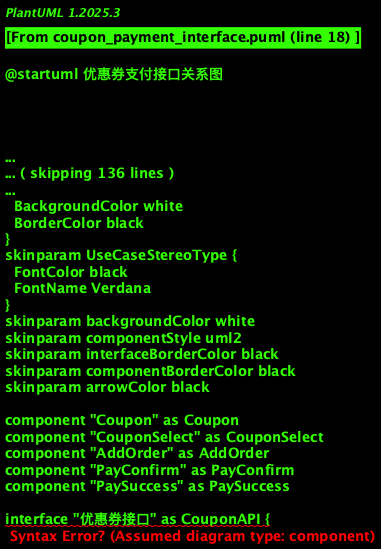 PlantUML 1.2025.3
[From coupon_payment_interface.puml (line 18) ]
@startuml 优惠券支付接口关系图
...
... ( skipping 136 lines )
...
BackgroundColor white
BorderColor black
}
skinparam UseCaseStereoType {
FontColor black
FontName Verdana
}
skinparam backgroundColor white
skinparam componentStyle uml2
skinparam interfaceBorderColor black
skinparam componentBorderColor black
skinparam arrowColor black
component "Coupon" as Coupon
component "CouponSelect" as CouponSelect
component "AddOrder" as AddOrder
component "PayConfirm" as PayConfirm
component "PaySuccess" as PaySuccess
interface "优惠券接口" as CouponAPI {
Syntax Error? (Assumed diagram type: component)